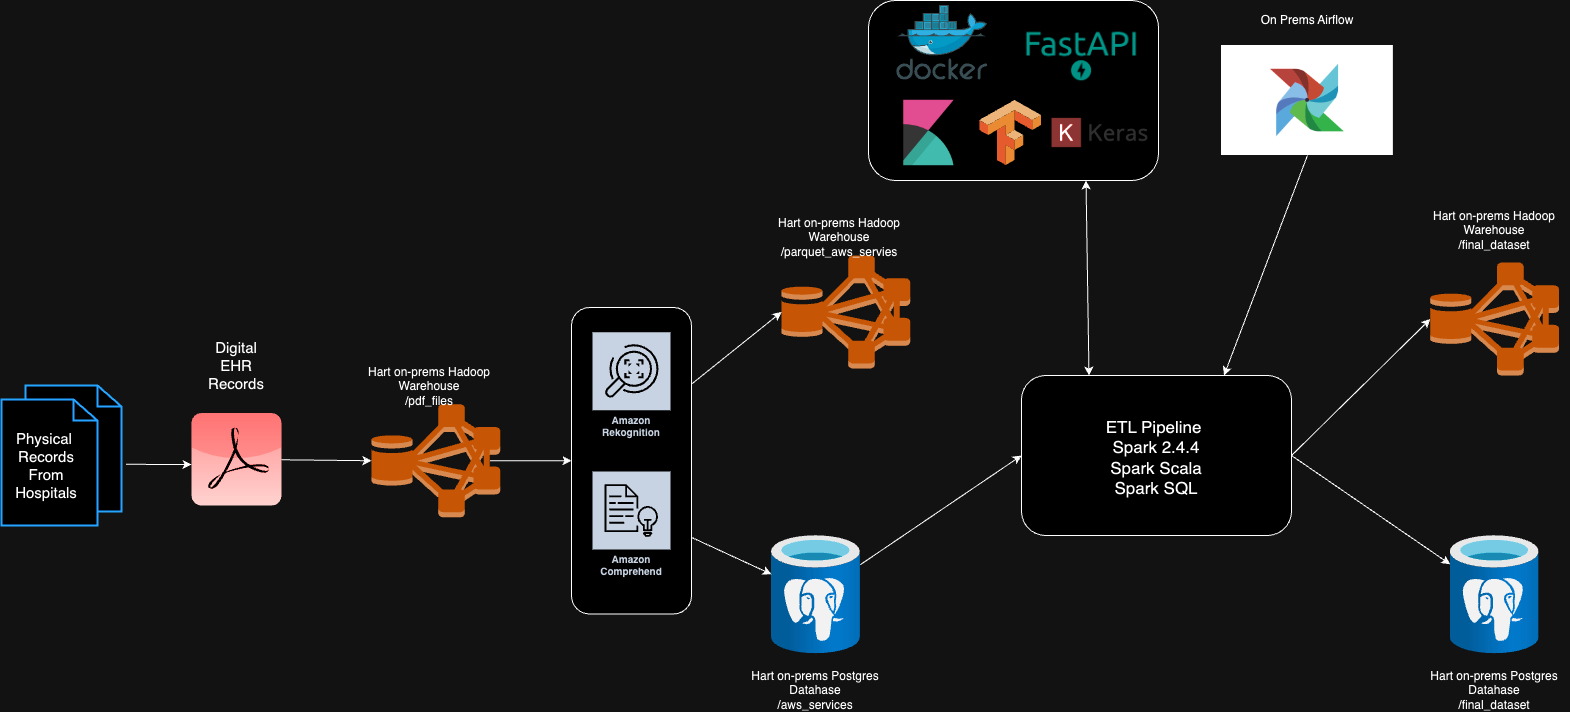 docker
FastAPI
K Keras
On Prems Airflow
Hart on-prems Hadoop
Warehouse
/parquet_aws_servies
Hart on-prems Hadoop
Warehouse
/final_dataset
Digital
EHR
Records
Hart on-prems Hadoop
Warehouse
/pdf_files
Physical
Records
From
Hospitals
Amazon
Rekognition
Amazon
Comprehend
ETL Pipeline
Spark 2.4.4
Spark Scala
Spark SQL
Hart on-prems Postgres
Datahase
/aws_services
Hart on-prems Postgres
Datahase
/final_dataset